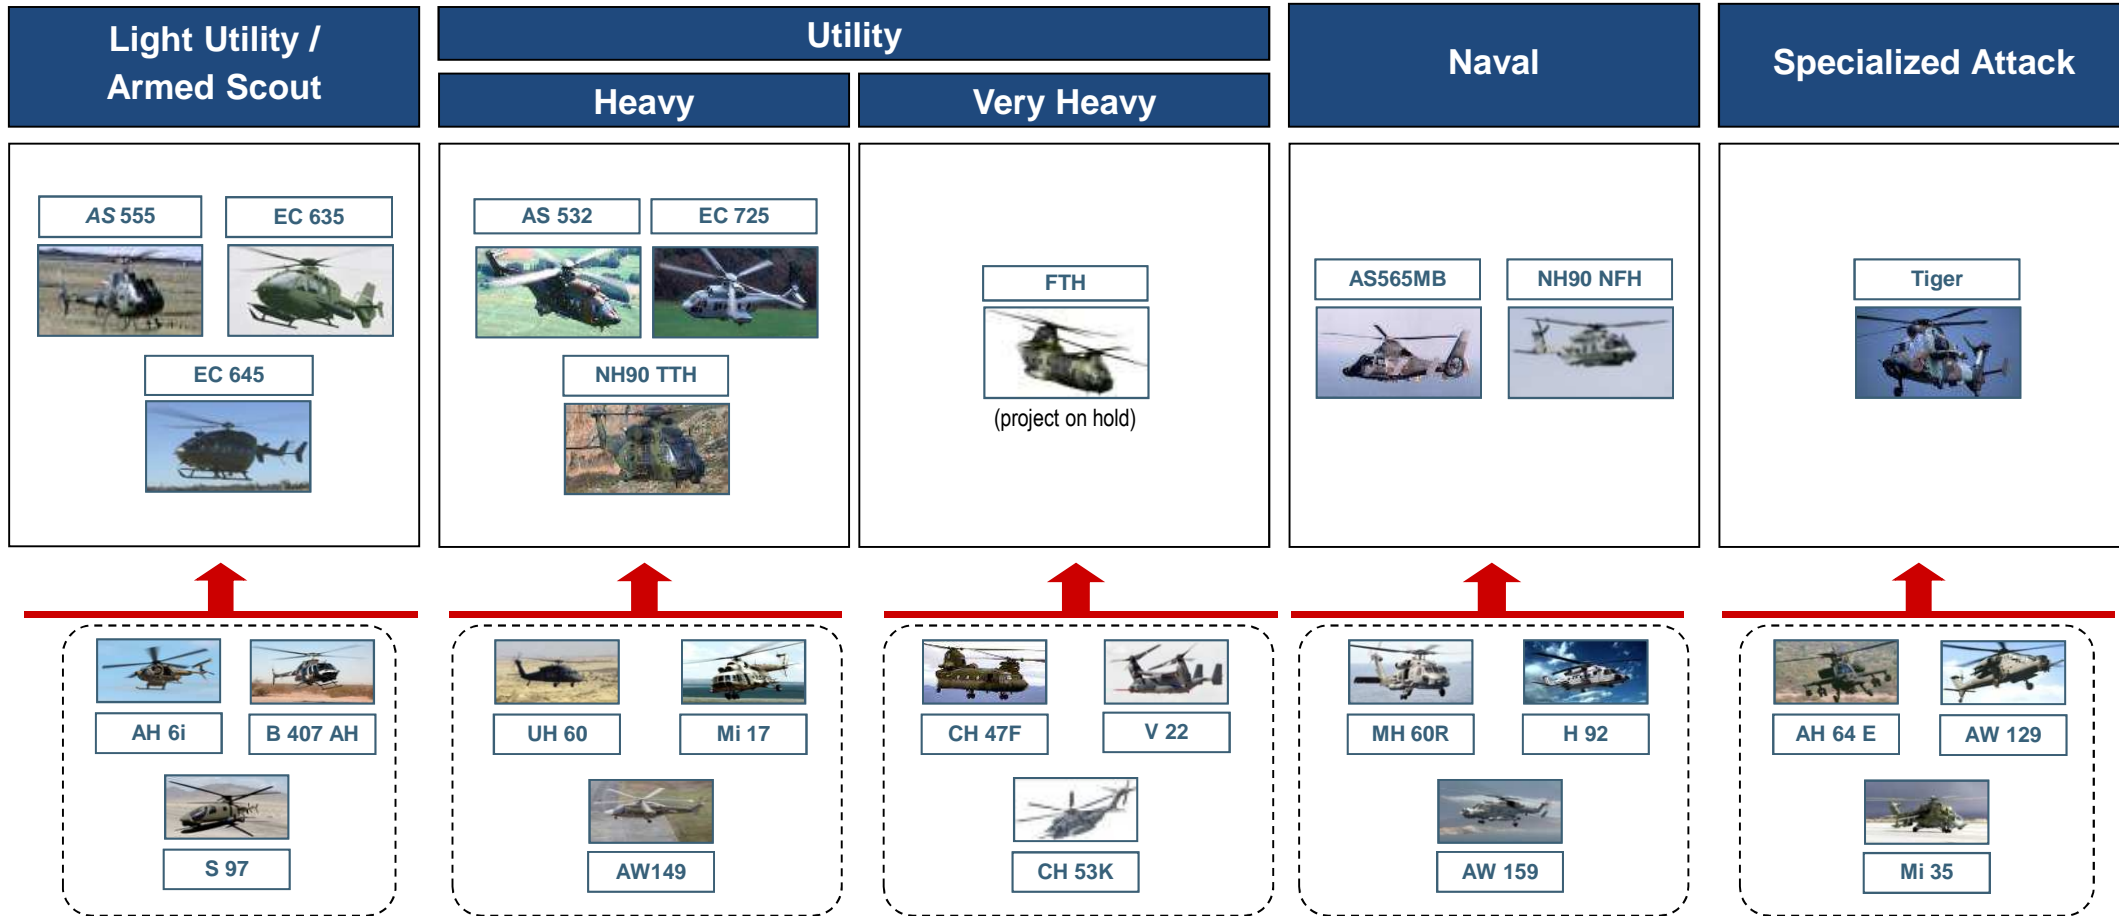 Light Utility /
Armed Scout
Utility
Heavy
Very Heavy
Naval
Specialized Attack
AS 555
EC 635
EC 645
AS 532
EC 725
NH90 TTH
FTH
(project on hold)
AS565MB
NH90 NFH
Tiger
AH 6i
B 407 AH
S 97
UH 60
Mi 17
AW149
CH 47F
V 22
CH 53K
MH 60R
H 92
AW 159
AH 64 E
AW 129
Mi 35